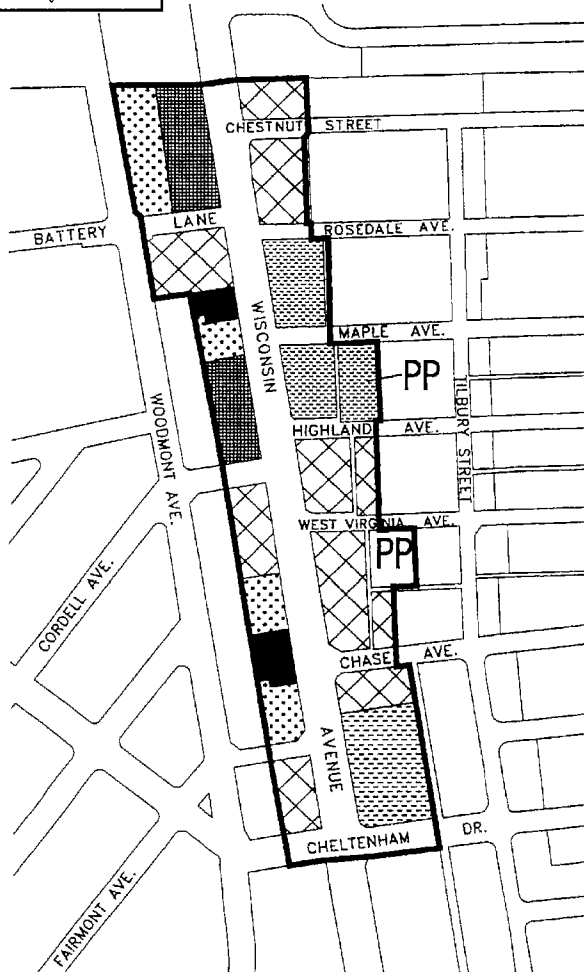 CHESTNUT STREET
BATTERY LANE
ROSEDALE AVE.
WISCONSIN
MAPLE AVE.
PP
WOODMONT AVE.
TILBURY STREET
HIGHLAND AVE.
WEST VIRGINIA AVE.
PP
CORDELL AVE.
CHASE AVE.
AVENUE
CHELTENHAM DR.
FAIRMONT AVE.